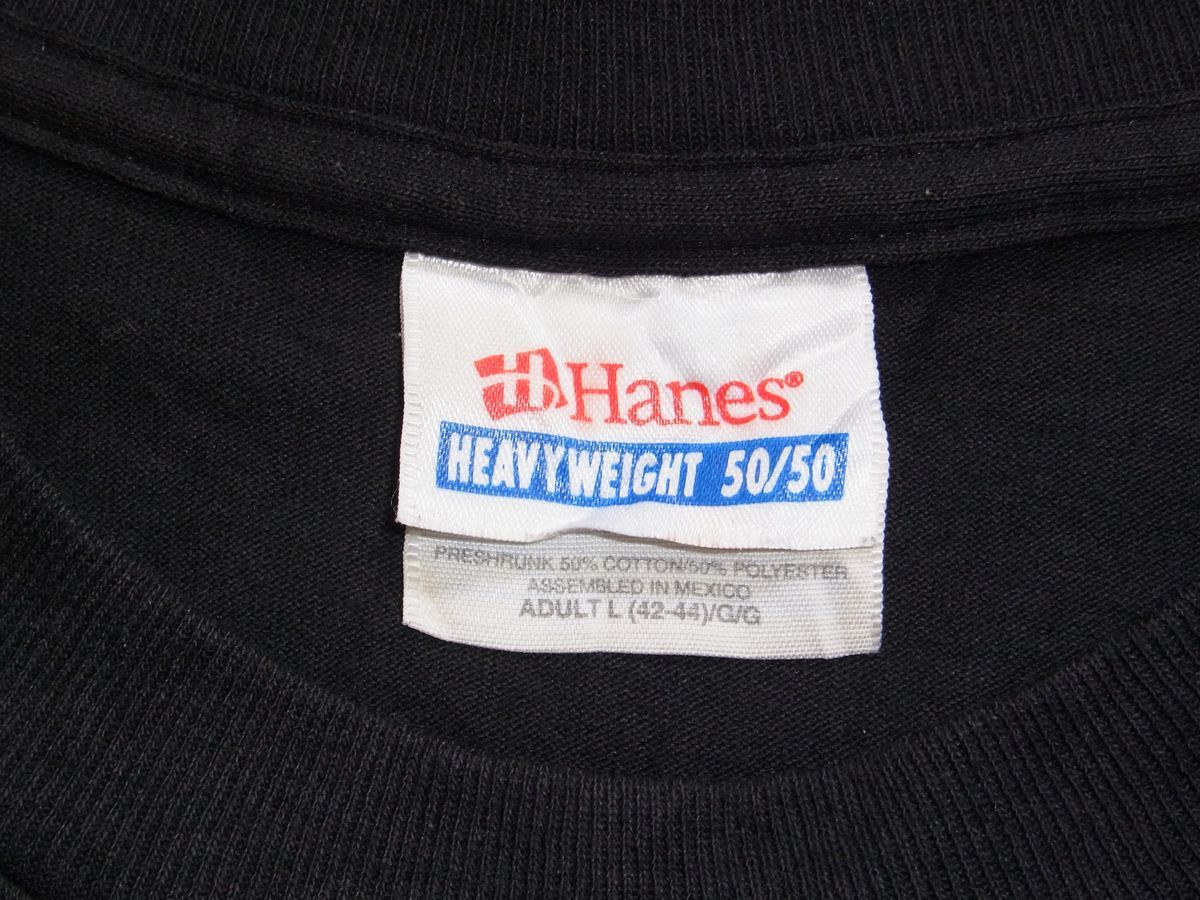 Hanes®
HEAVYWEIGHT 50/50
PRESHRUNK 50% COTTON/50% POLYESTER
ASSEMBLED IN MEXICO
ADULT L (42-44)/G/G